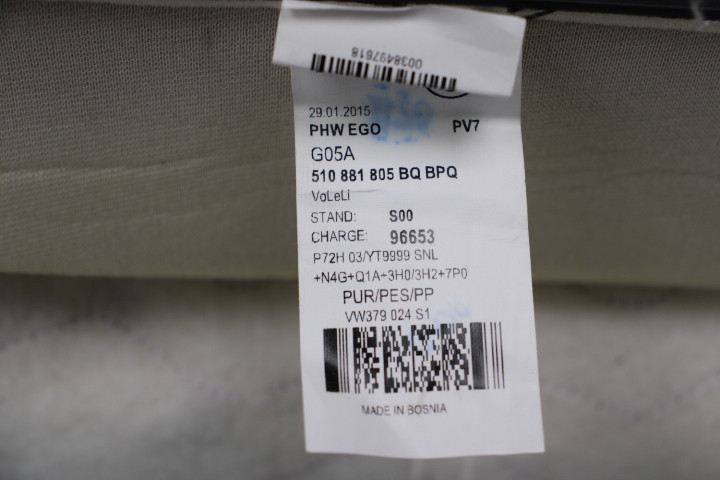 0038497618
29.01.2015
PHW EGO PV7
G05A
510 881 805 BQ BPQ
VoLeLi
STAND: S00
CHARGE: 96653
P72H 03/YT9999 SNL
+N4G+Q1A+3H0/3H2+7P0
PUR/PES/PP
VW379 024 S1
MADE IN BOSNIA